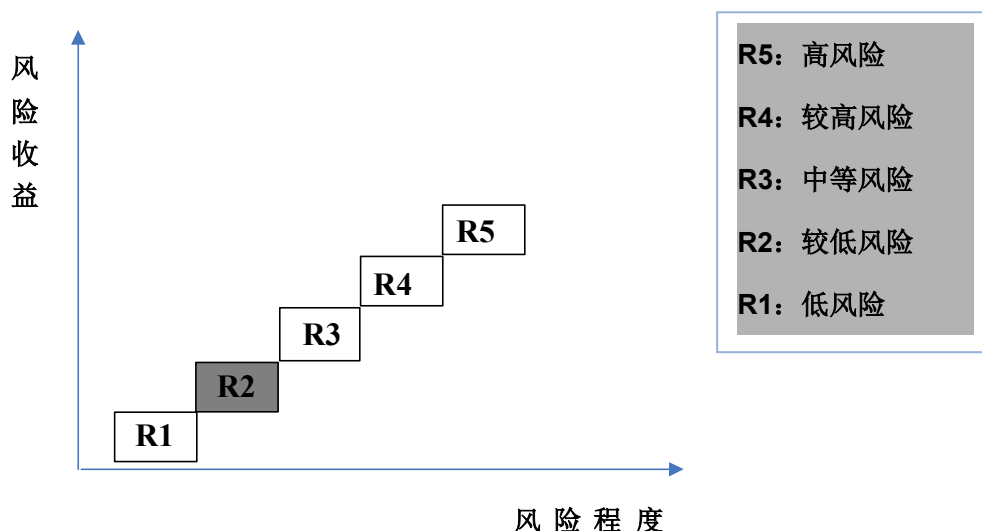 风
险
收
益
R5：高风险
R4：较高风险
R3：中等风险
R2：较低风险
R1：低风险
R5
R4
R3
R2
R1
风 险 程 度